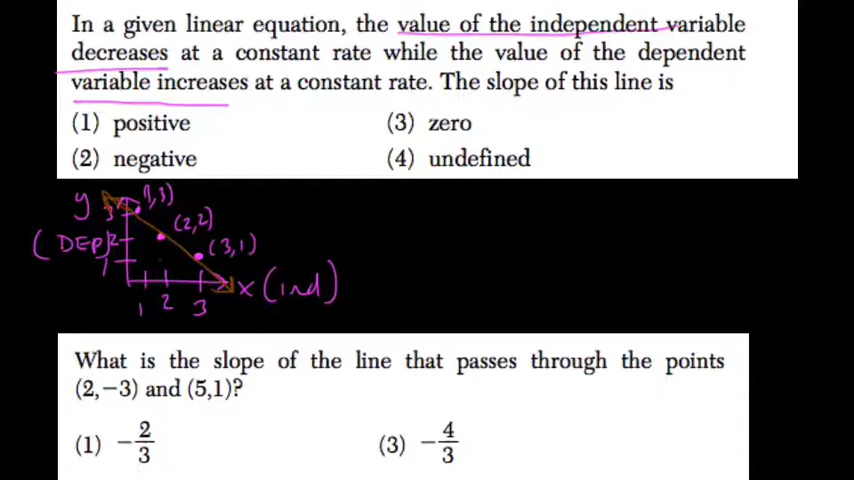 In a given linear equation, the value of the independent variable
decreases at a constant rate while the value of the dependent
variable increases at a constant rate. The slope of this line is
(1) positive (3) zero
(2) negative (4) undefined
y 3 (1,3)
(2,2)
(DEP) 2 (3,1)
1
x (ind)
1 2 3
What is the slope of the line that passes through the points
(2,−3) and (5,1)?
(1) −2/3 (3) −4/3